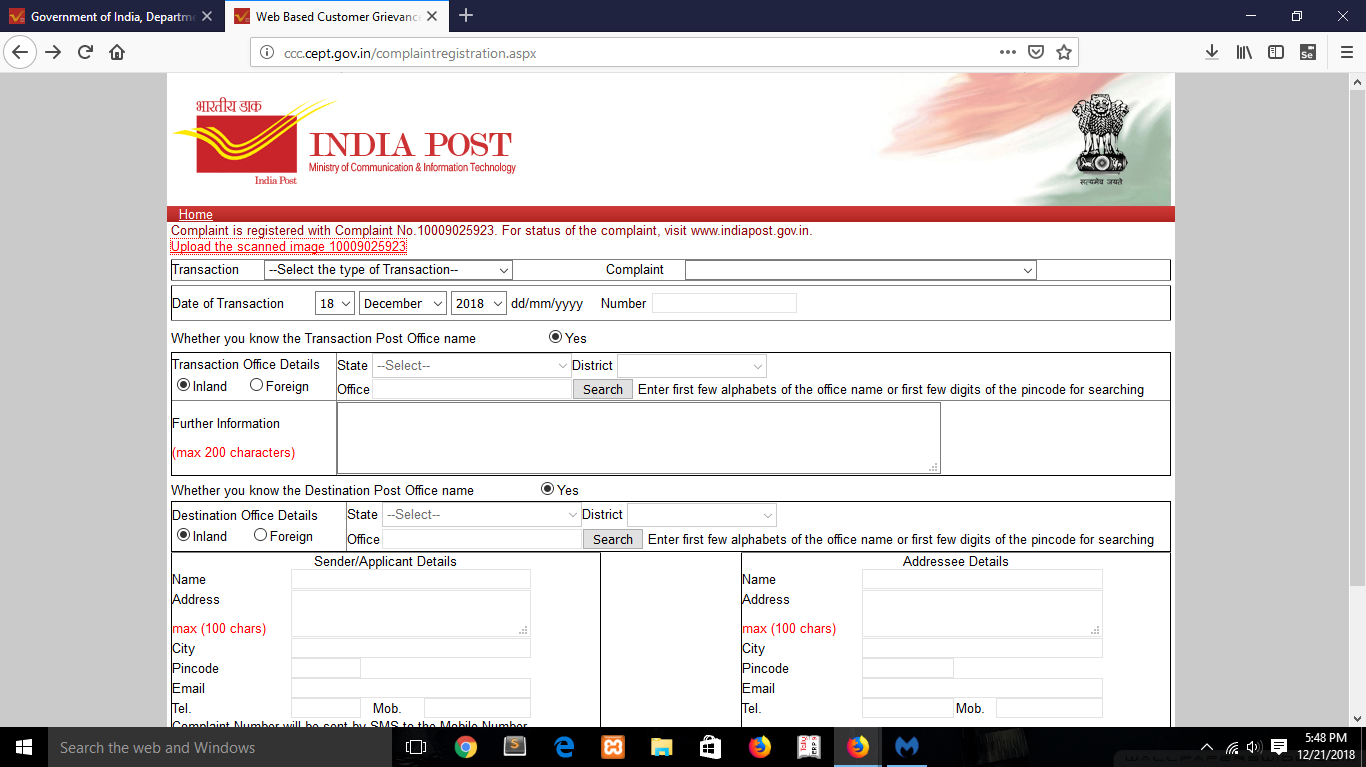 Government of India, Departm
Web Based Customer Grievanc
ccc.cept.gov.in/complaintregistration.aspx
Se
भारतीय डाक
INDIA POST
Ministry of Communication & Information Technology
India Post
सत्यमेव जयते
Home
Complaint is registered with Complaint No.10009025923. For status of the complaint, visit www.indiapost.gov.in.
Upload the scanned image 10009025923
Transaction --Select the type of Transaction-- Complaint
Date of Transaction 18 December 2018 dd/mm/yyyy Number
Whether you know the Transaction Post Office name Yes
Transaction Office Details State --Select-- District
Inland Foreign
Office Search Enter first few alphabets of the office name or first few digits of the pincode for searching
Further Information
(max 200 characters)
Whether you know the Destination Post Office name Yes
Destination Office Details State --Select-- District
Inland Foreign
Office Search Enter first few alphabets of the office name or first few digits of the pincode for searching
Sender/Applicant Details Addressee Details
Name Name
Address Address
max (100 chars) max (100 chars)
City City
Pincode Pincode
Email Email
Tel. Mob. Tel. Mob.
Complaint Number will be sent by SMS to the Mobile Number
Search the web and Windows
5:48 PM
12/21/2018